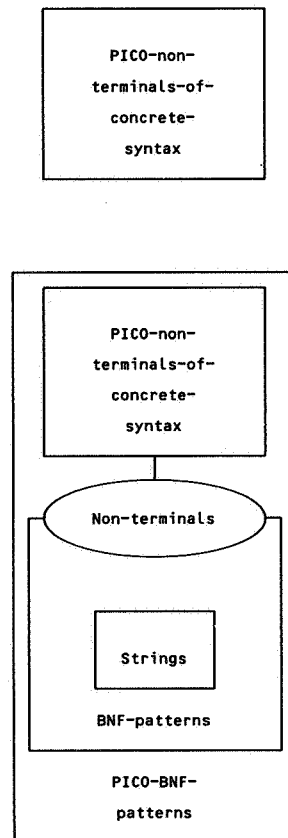 PICO-non-
terminals-of-
concrete-
syntax
PICO-non-
terminals-of-
concrete-
syntax
Non-terminals
Strings
BNF-patterns
PICO-BNF-
patterns